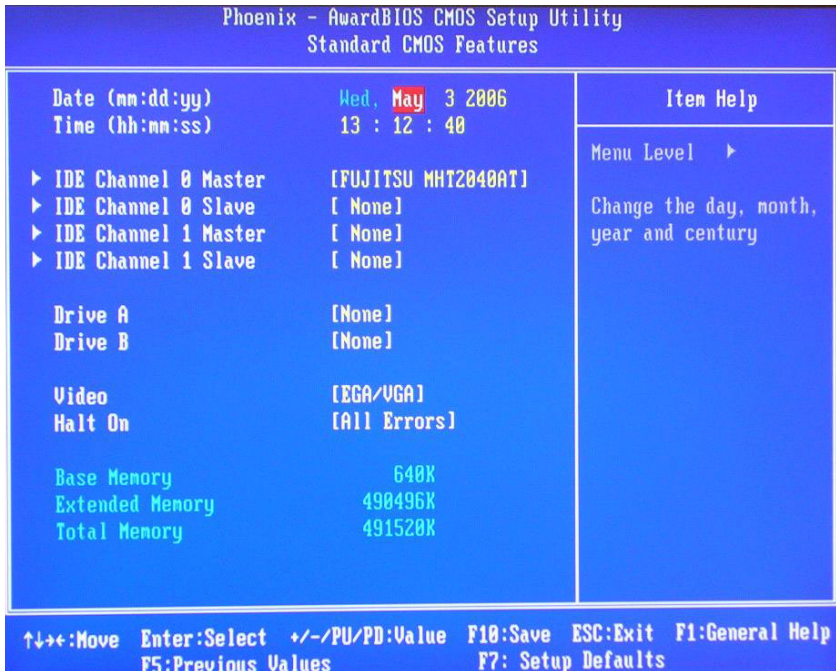 Phoenix - AwardBIOS CMOS Setup Utility
Standard CMOS Features
Date (mm:dd:yy) Wed, May 3 2006
Time (hh:mm:ss) 13 : 12 : 40
IDE Channel 0 Master [FUJITSU MHT2040AT]
IDE Channel 0 Slave [ None]
IDE Channel 1 Master [ None]
IDE Channel 1 Slave [ None]
Drive A [None]
Drive B [None]
Video [EGA/VGA]
Halt On [All Errors]
Base Memory 640K
Extended Memory 490496K
Total Memory 491520K
Item Help
Menu Level ▶
Change the day, month,
year and century
↑↓→←:Move Enter:Select +/-/PU/PD:Value F10:Save ESC:Exit F1:General Help
F5:Previous Values F7: Setup Defaults